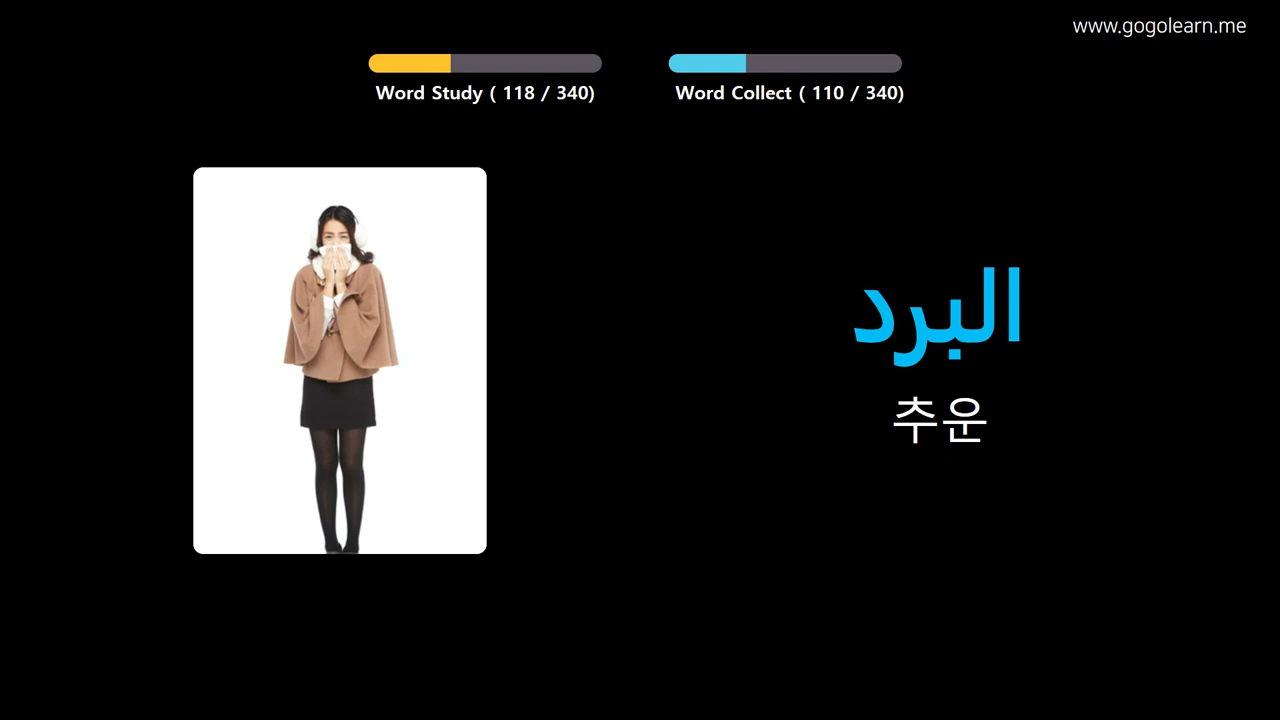 www.gogolearn.me
Word Study ( 118 / 340)
Word Collect ( 110 / 340)
البرد
추운